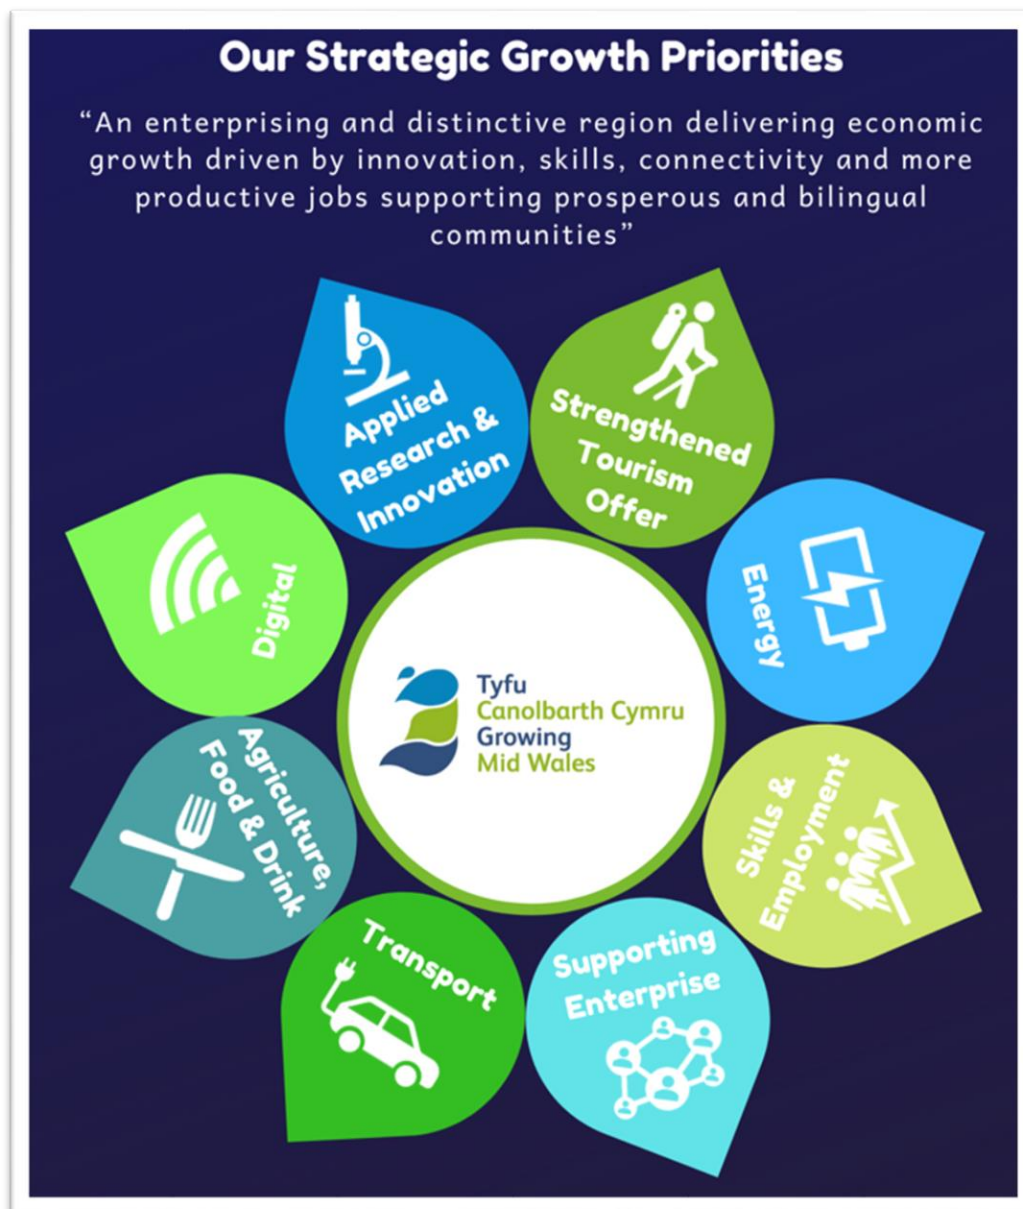 Our Strategic Growth Priorities
“An enterprising and distinctive region delivering economic
growth driven by innovation, skills, connectivity and more
productive jobs supporting prosperous and bilingual
communities”
Applied
Research &
Innovation
Strengthened
Tourism
Offer
Energy
Skills &
Employment
Supporting
Enterprise
Transport
Agriculture,
Food & Drink
Digital
Tyfu
Canolbarth Cymru
Growing
Mid Wales